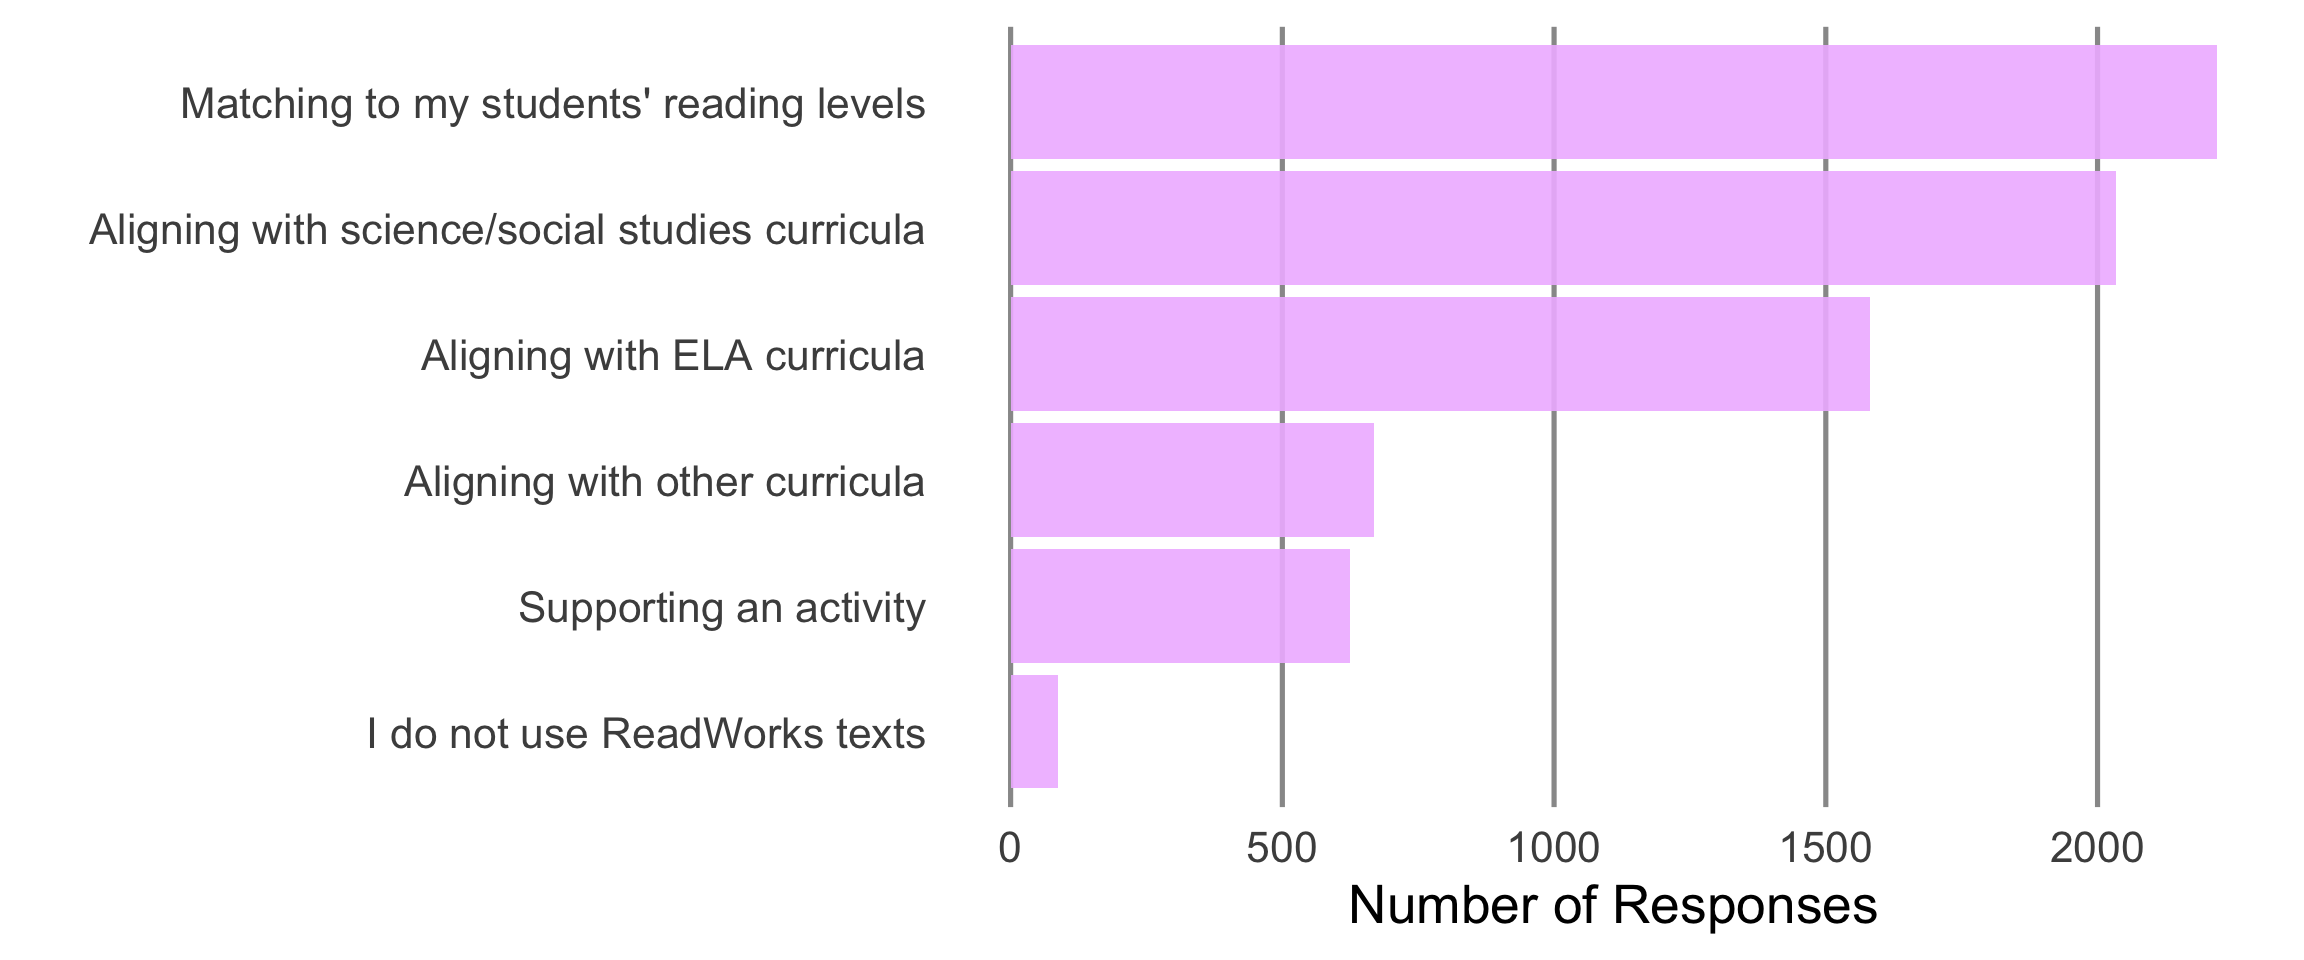 Matching to my students' reading levels
Aligning with science/social studies curricula
Aligning with ELA curricula
Aligning with other curricula
Supporting an activity
I do not use ReadWorks texts
0 500 1000 1500 2000
Number of Responses